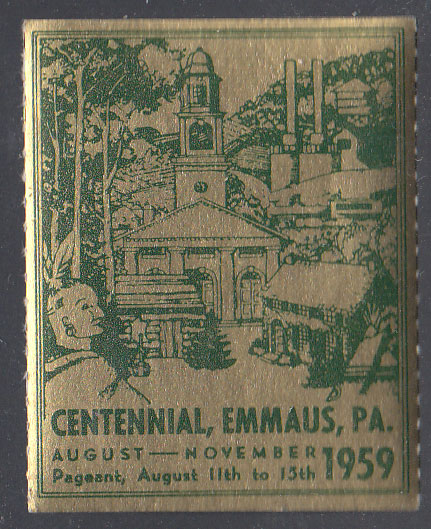 CENTENNIAL, EMMAUS, PA.
AUGUST — NOVEMBER 1959
Pageant, August 11th to 15th